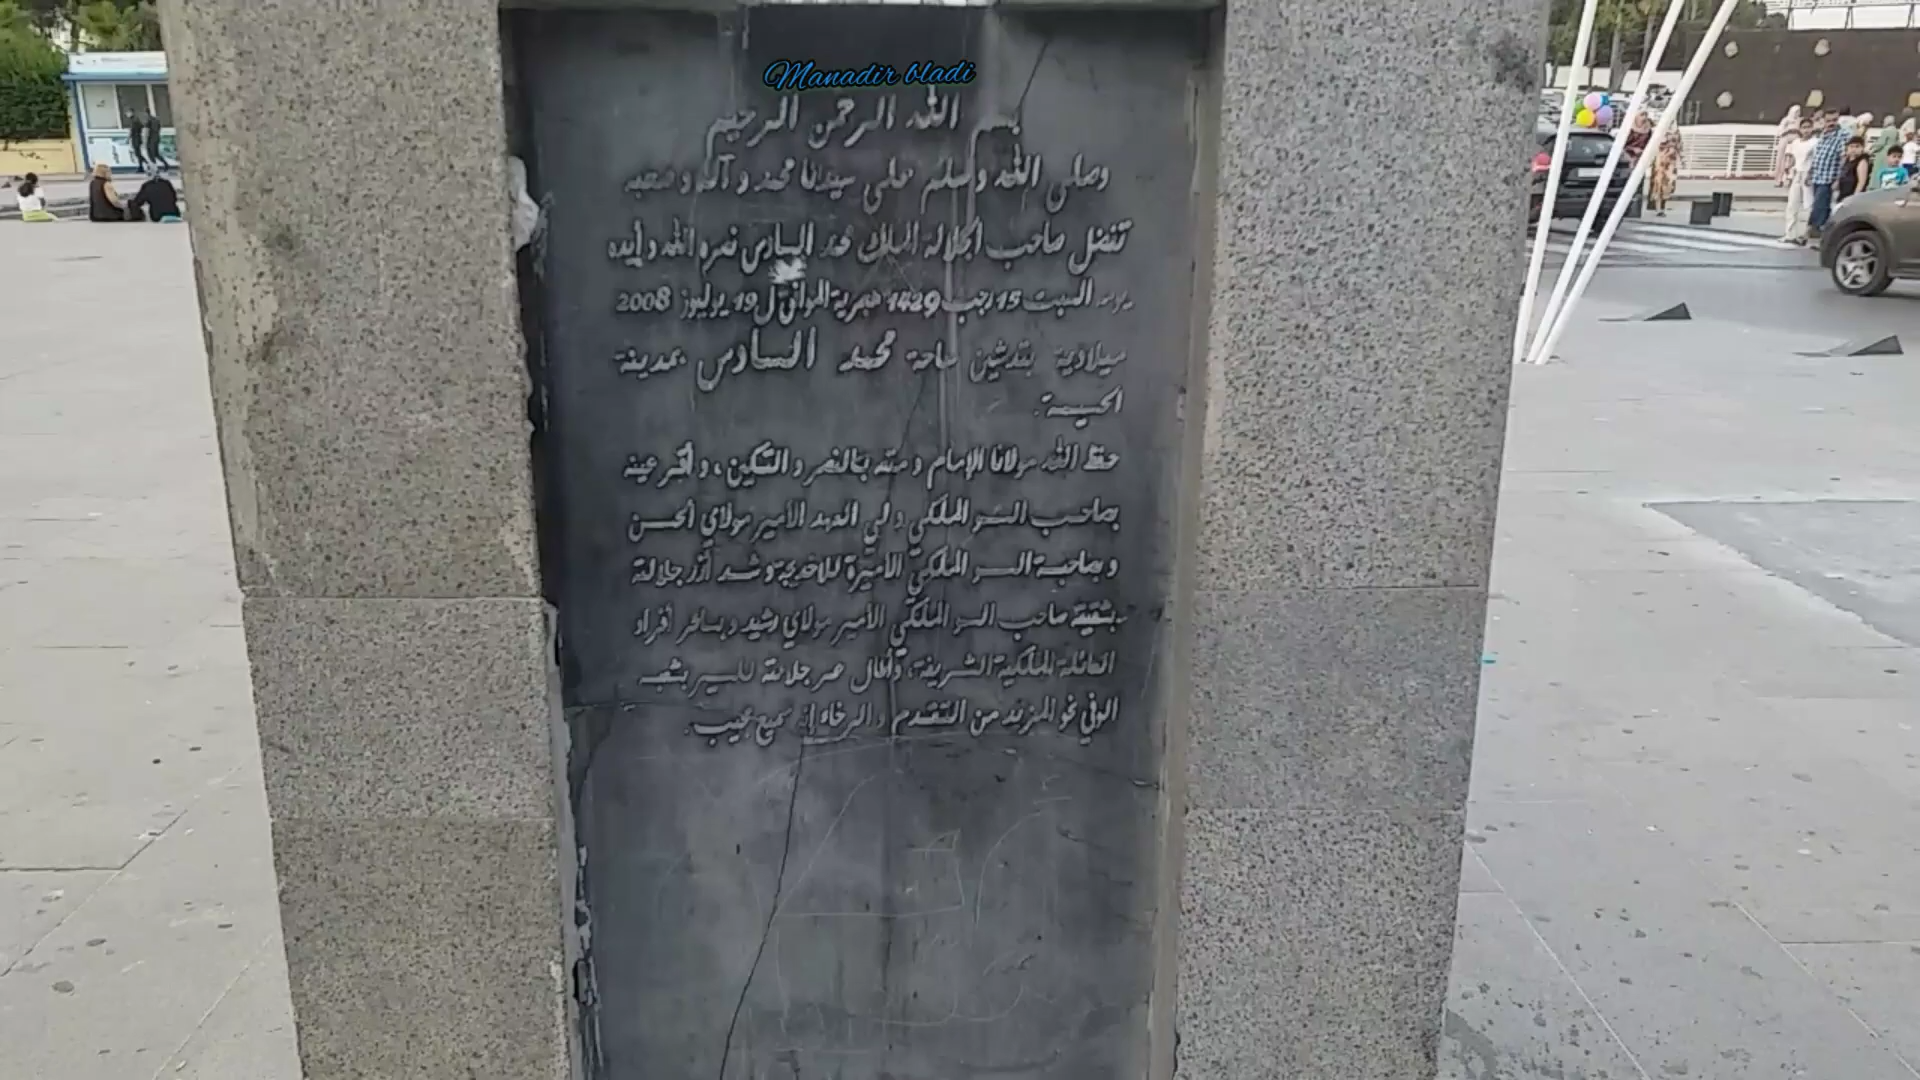 Manadir bladi
بسم الله الرحمن الرحيم
وصلى الله وسلم على سيدنا محمد وآله وصحبه
تفضل صاحب الجلالة الملك محمد السادس نصره الله وأيده
يومه السبت 15 رجب 1429 هجرية الموافق ل 19 يوليوز 2008
ميلادية بتدشين ساحة محمد السادس بمدينة
الحسيمة.
حفظ الله مولانا الإمام ومتعه بالنصر والتمكين، وأقر عينه
بصاحب السمو الملكي ولي العهد الأمير مولاي الحسن
وبصاحبة السمو الملكي الأميرة للاخديجة وشد أزر جلالته
بشقيقه صاحب السمو الملكي الأمير مولاي رشيد وبسائر أفراد
العائلة الملكية الشريفة، وأطال عمر جلالته للسير بشعبه
الوفي نحو المزيد من التقدم والرخاء إنه سميع مجيب.